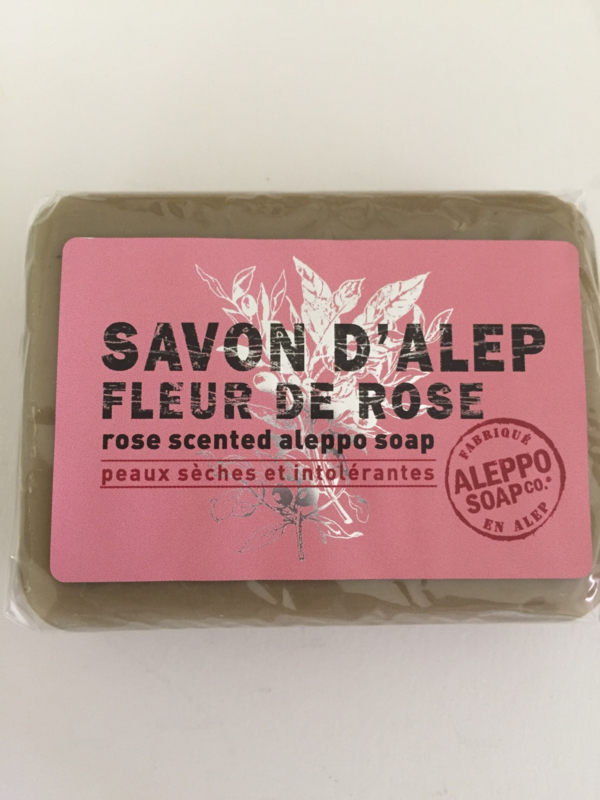 SAVON D'ALEP
FLEUR DE ROSE
rose scented aleppo soap
peaux sèches et intolérantes
FABRIQUÉ
ALEPPO
SOAP CO.
EN ALEP